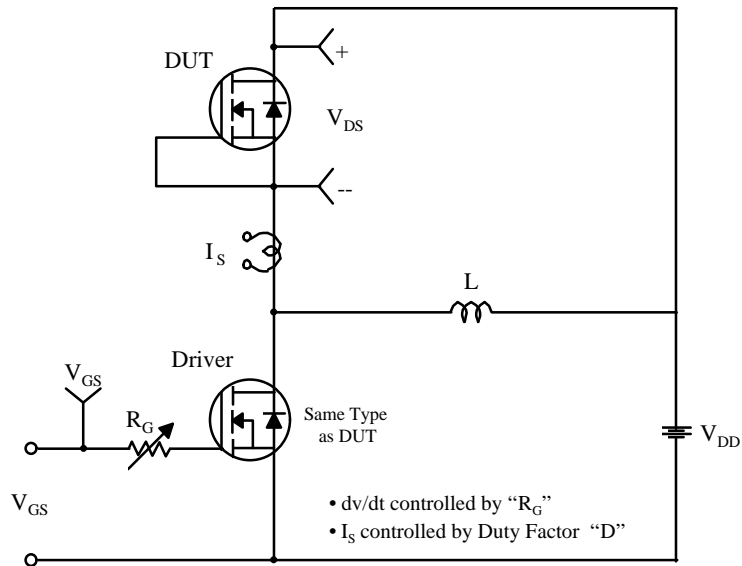 DUT
+
VDS
--
IS
L
Driver
VGS
RG
Same Type
as DUT
VDD
VGS
• dv/dt controlled by “RG”
• IS controlled by Duty Factor “D”